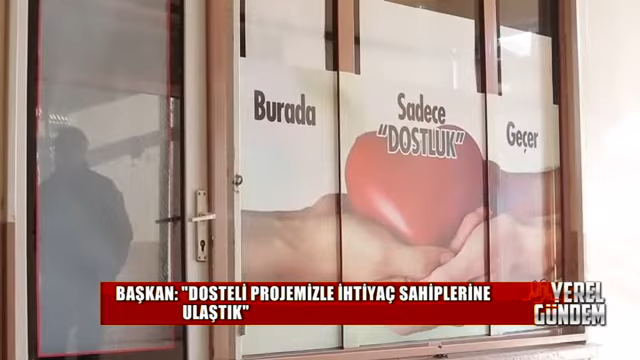 Burada
Sadece
"DOSTLUK"
Geçer
BAŞKAN: "DOSTELİ PROJEMİZLE İHTİYAÇ SAHİPLERİNE
ULAŞTIK"
YEREL
GÜNDEM